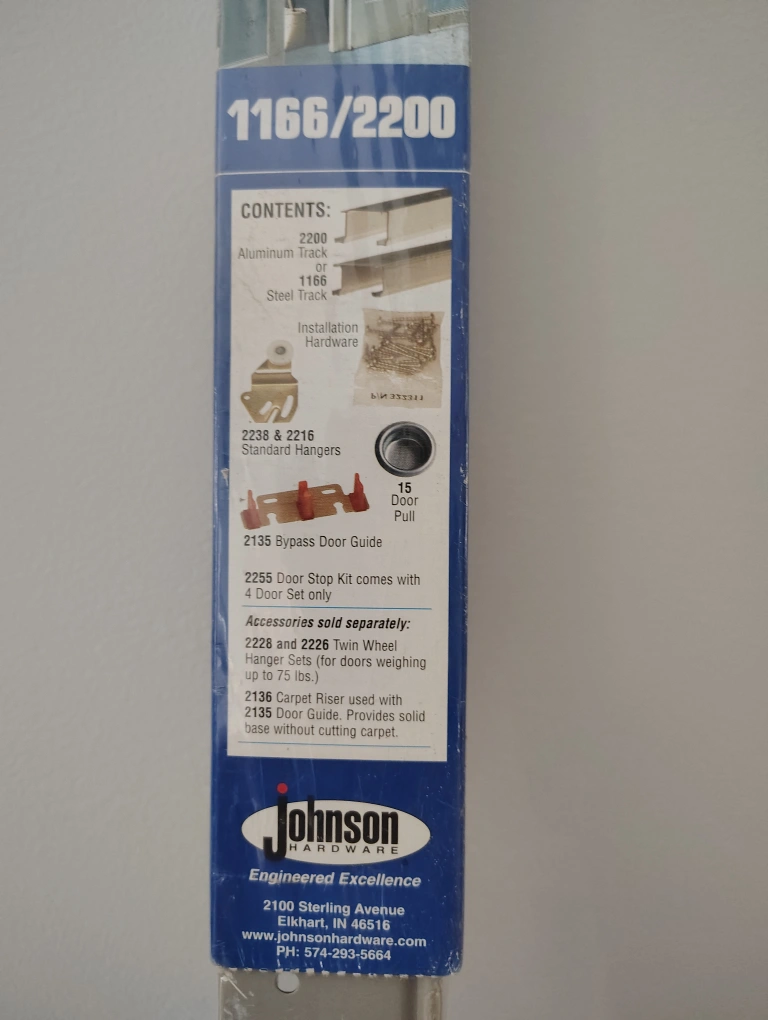 1166/2200
CONTENTS:
2200
Aluminum Track
or
1166
Steel Track
Installation
Hardware
P/N 322311
2238 & 2216
Standard Hangers
15
Door
Pull
2135 Bypass Door Guide
2255 Door Stop Kit comes with
4 Door Set only
Accessories sold separately:
2228 and 2226 Twin Wheel
Hanger Sets (for doors weighing
up to 75 lbs.)
2136 Carpet Riser used with
2135 Door Guide. Provides solid
base without cutting carpet.
Johnson
HARDWARE
Engineered Excellence
2100 Sterling Avenue
Elkhart, IN 46516
www.johnsonhardware.com
PH: 574-293-5664